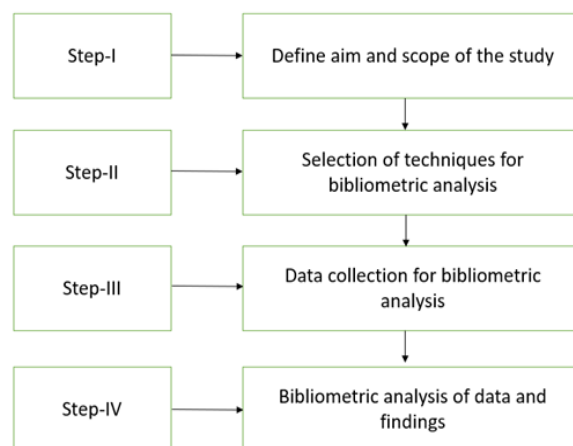 Step-I
Define aim and scope of the study
Step-II
Selection of techniques for
bibliometric analysis
Step-III
Data collection for bibliometric
analysis
Step-IV
Bibliometric analysis of data and
findings